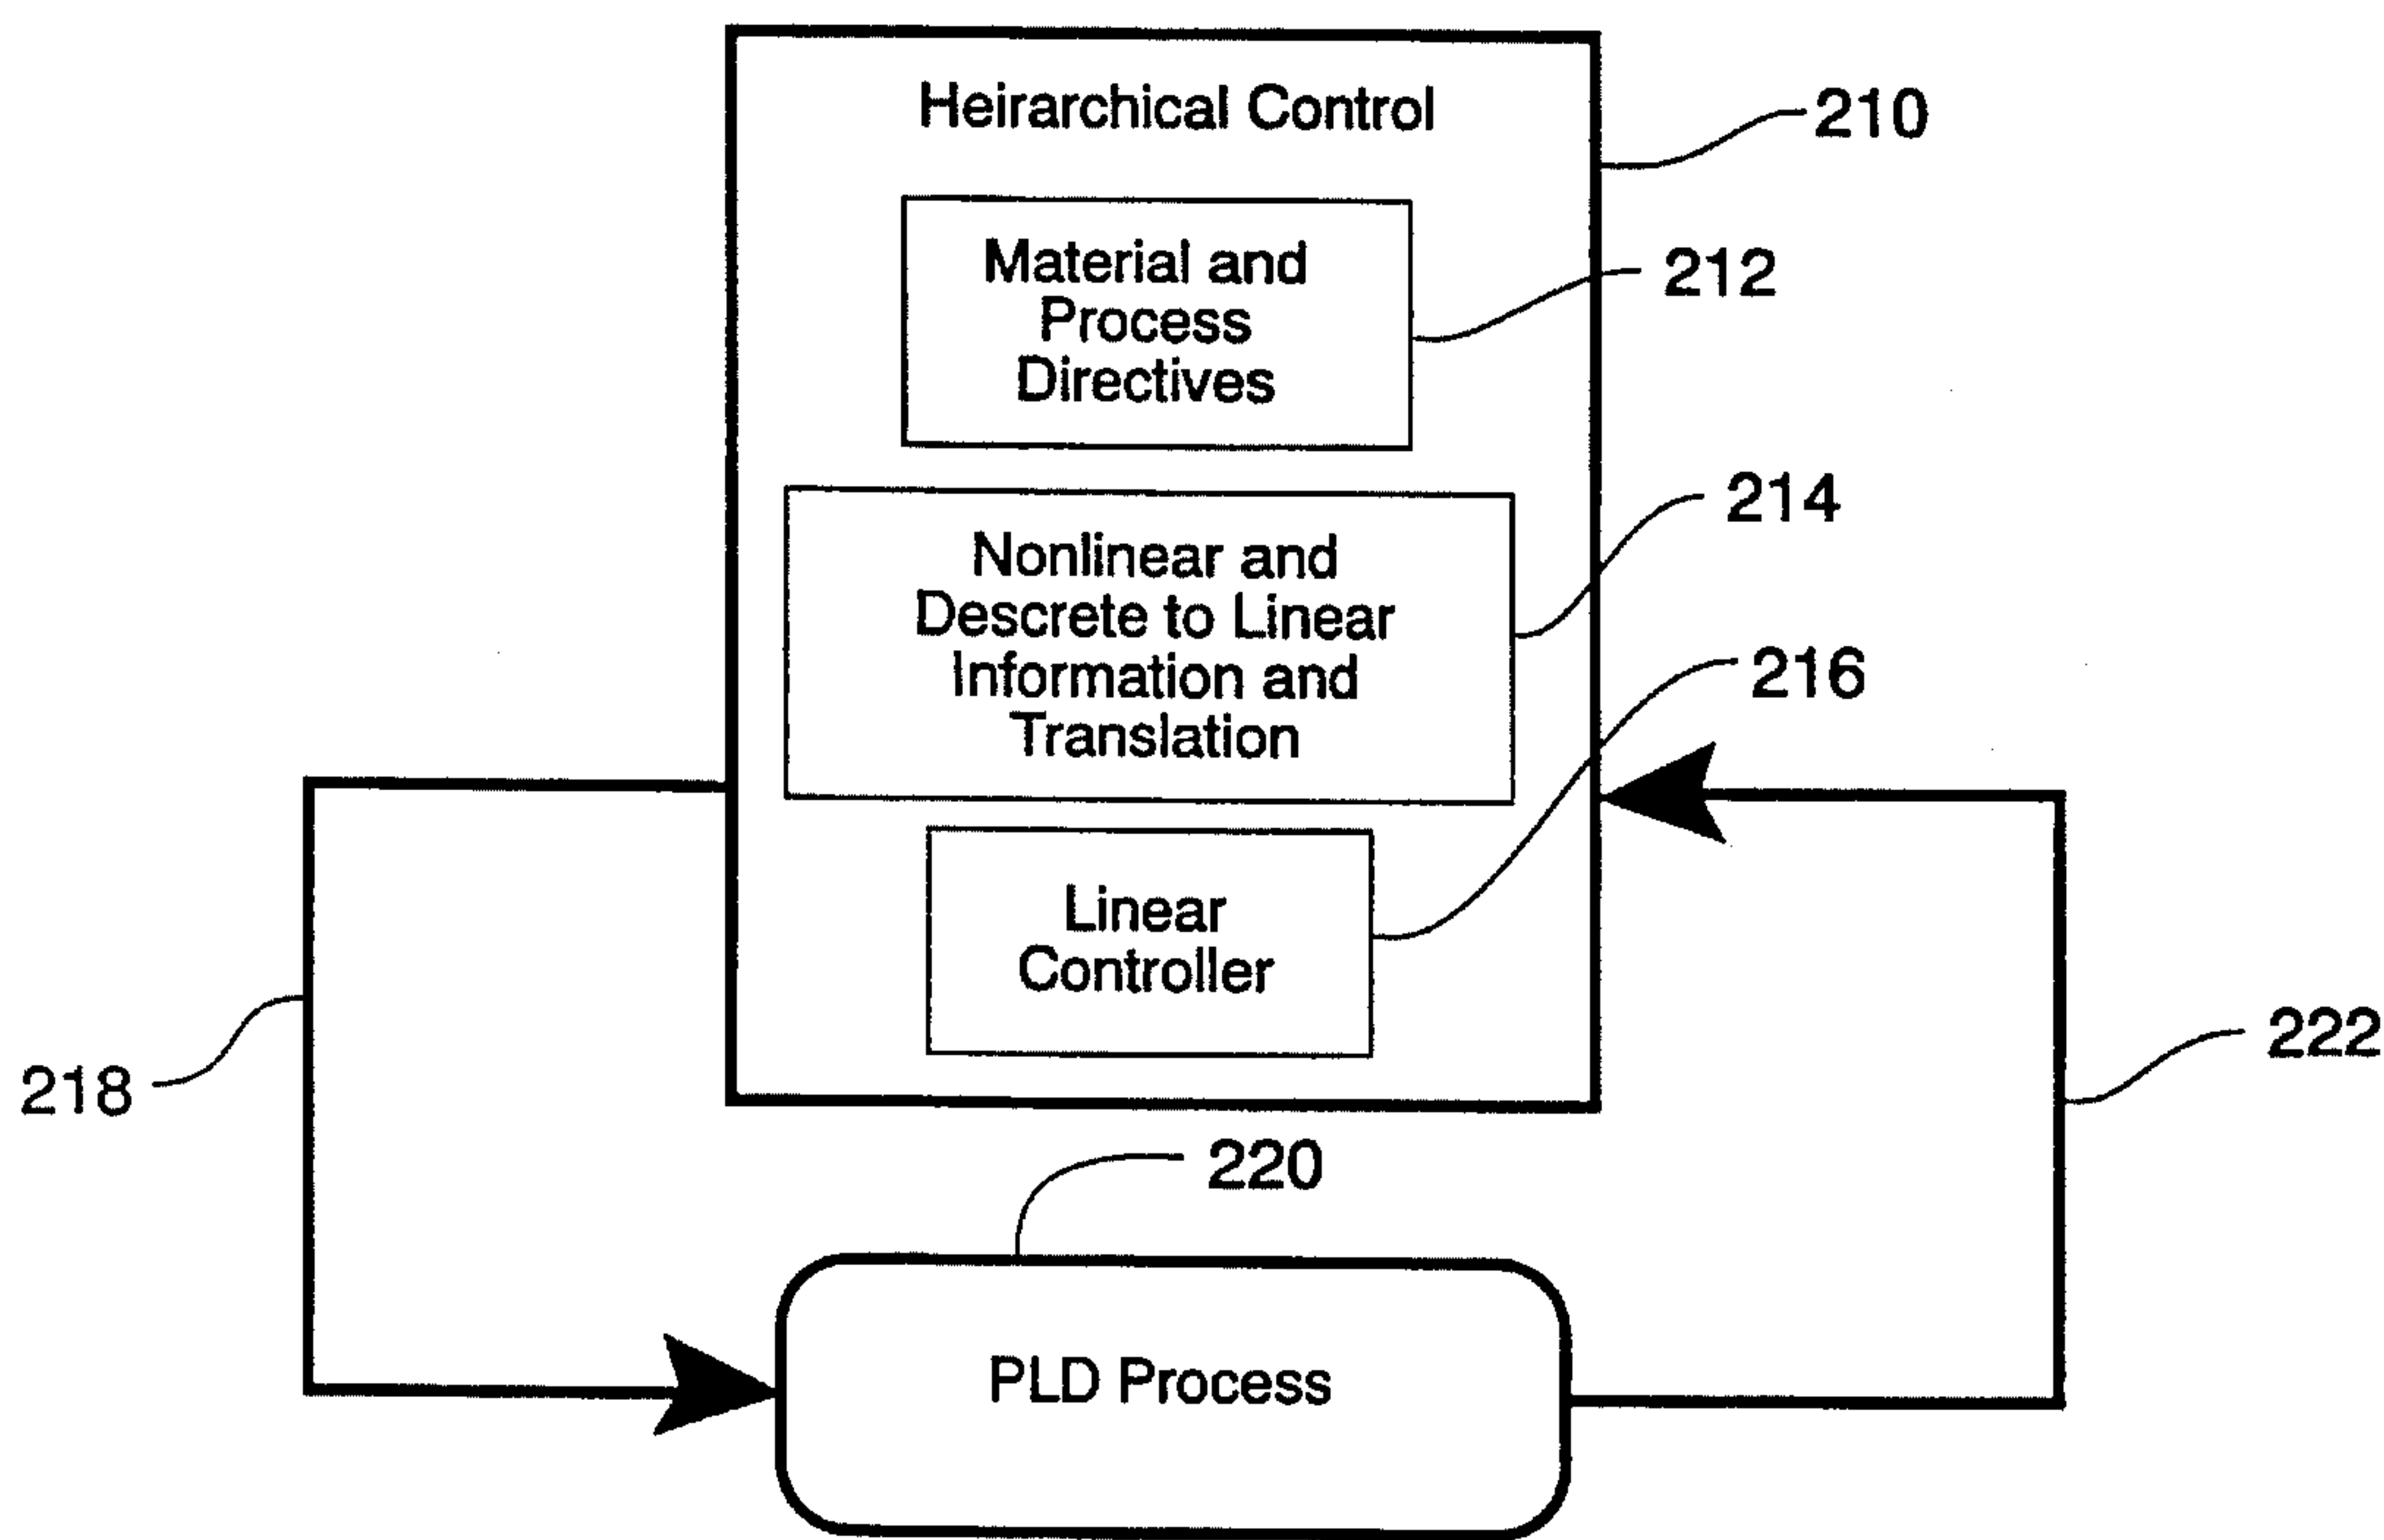 Heirarchical Control
210
Material and
Process
Directives
212
Nonlinear and
Descrete to Linear
Information and
Translation
214
216
Linear
Controller
218
222
220
PLD Process